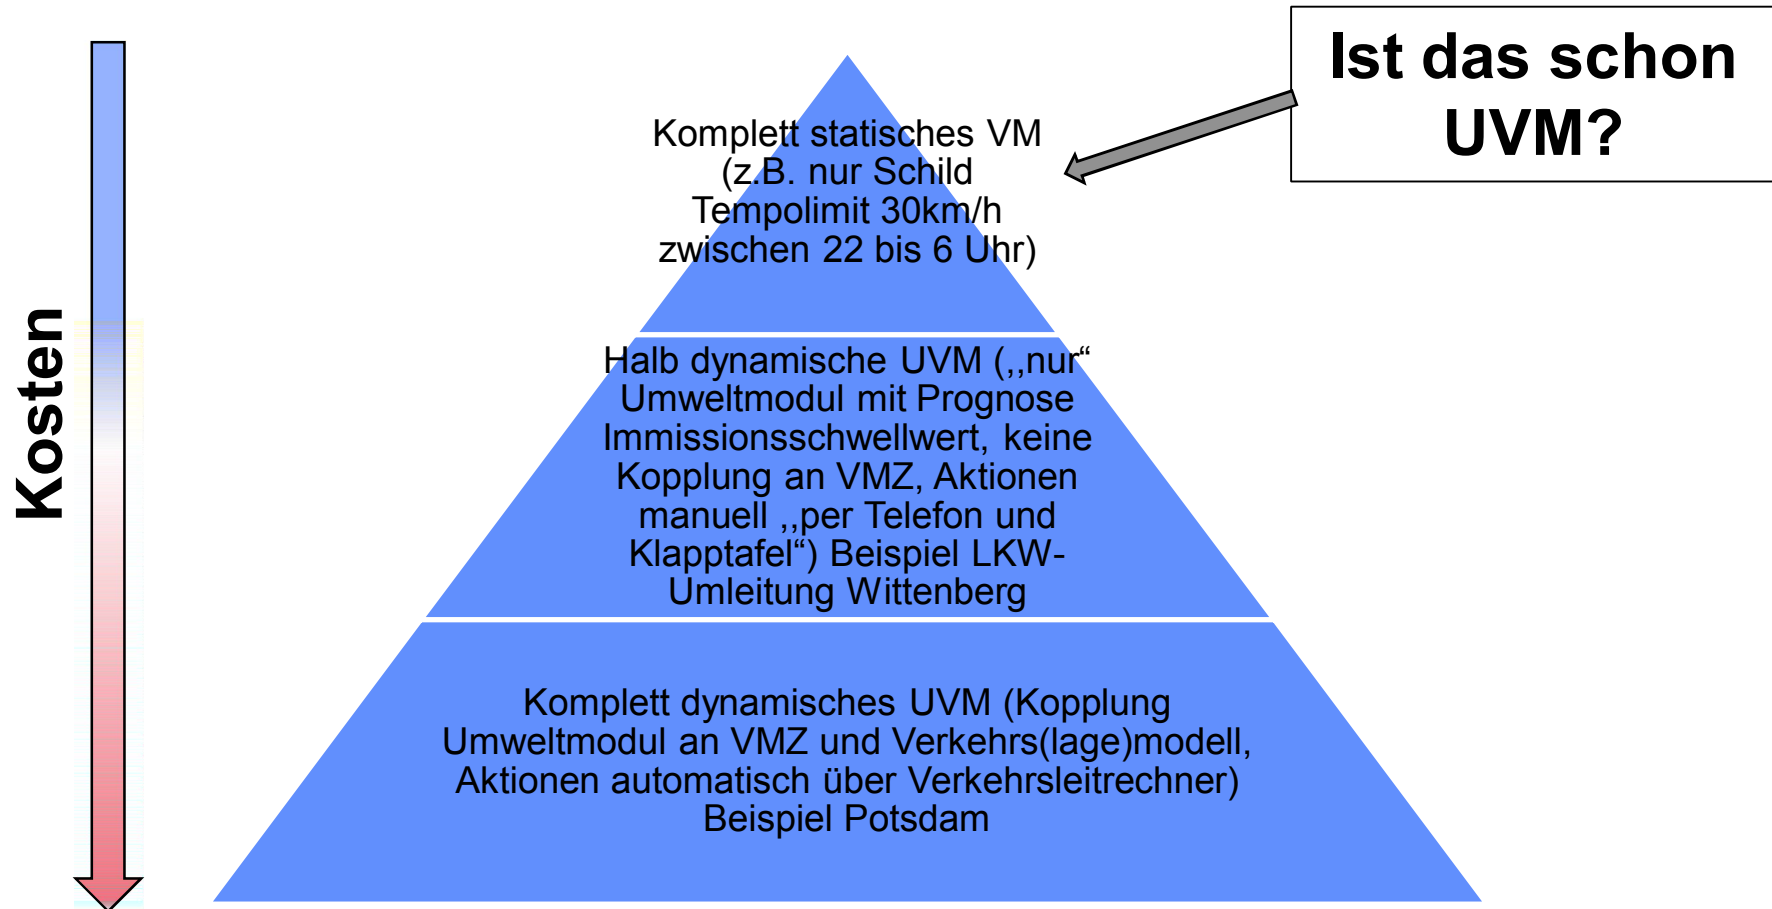 Ist das schon
UVM?
Komplett statisches VM
(z.B. nur Schild
Tempolimit 30km/h
zwischen 22 bis 6 Uhr)
Kosten
Halb dynamische UVM (,,nur“
Umweltmodul mit Prognose
Immissionsschwellwert, keine
Kopplung an VMZ, Aktionen
manuell ,,per Telefon und
Klapptafel“) Beispiel LKW-
Umleitung Wittenberg
Komplett dynamisches UVM (Kopplung
Umweltmodul an VMZ und Verkehrs(lage)modell,
Aktionen automatisch über Verkehrsleitrechner)
Beispiel Potsdam